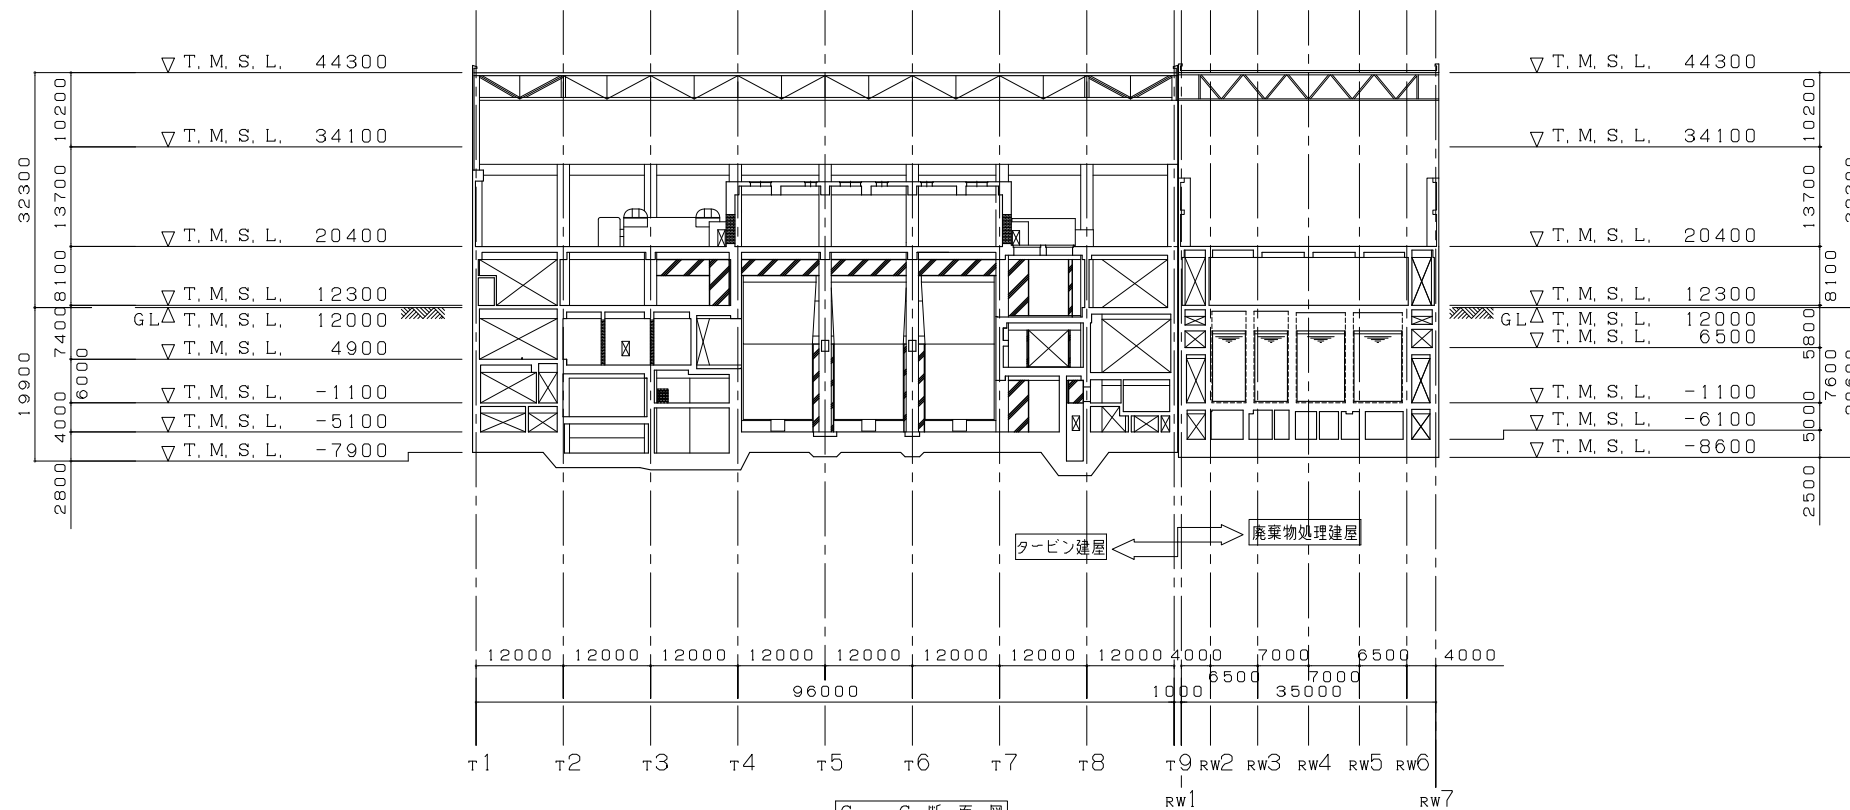 T.M.S.L. 44300
T.M.S.L. 34100
T.M.S.L. 20400
T.M.S.L. 12300
GL T.M.S.L. 12000
T.M.S.L. 4900
T.M.S.L. -1100
T.M.S.L. -5100
T.M.S.L. -7900
32300
19900
10200
13700
8100
7400
6000
4000
2800
T.M.S.L. 44300
T.M.S.L. 34100
T.M.S.L. 20400
T.M.S.L. 12300
GL T.M.S.L. 12000
T.M.S.L. 6500
T.M.S.L. -1100
T.M.S.L. -6100
T.M.S.L. -8600
10200
13700
8100
5800
7600
5000
2500
タービン建屋
廃棄物処理建屋
12000 12000 12000 12000 12000 12000 12000 12000 4000 7000 6500 4000
6500 7000
96000 1000 35000
T1 T2 T3 T4 T5 T6 T7 T8 T9 RW2 RW3 RW4 RW5 RW6
RW1 RW7